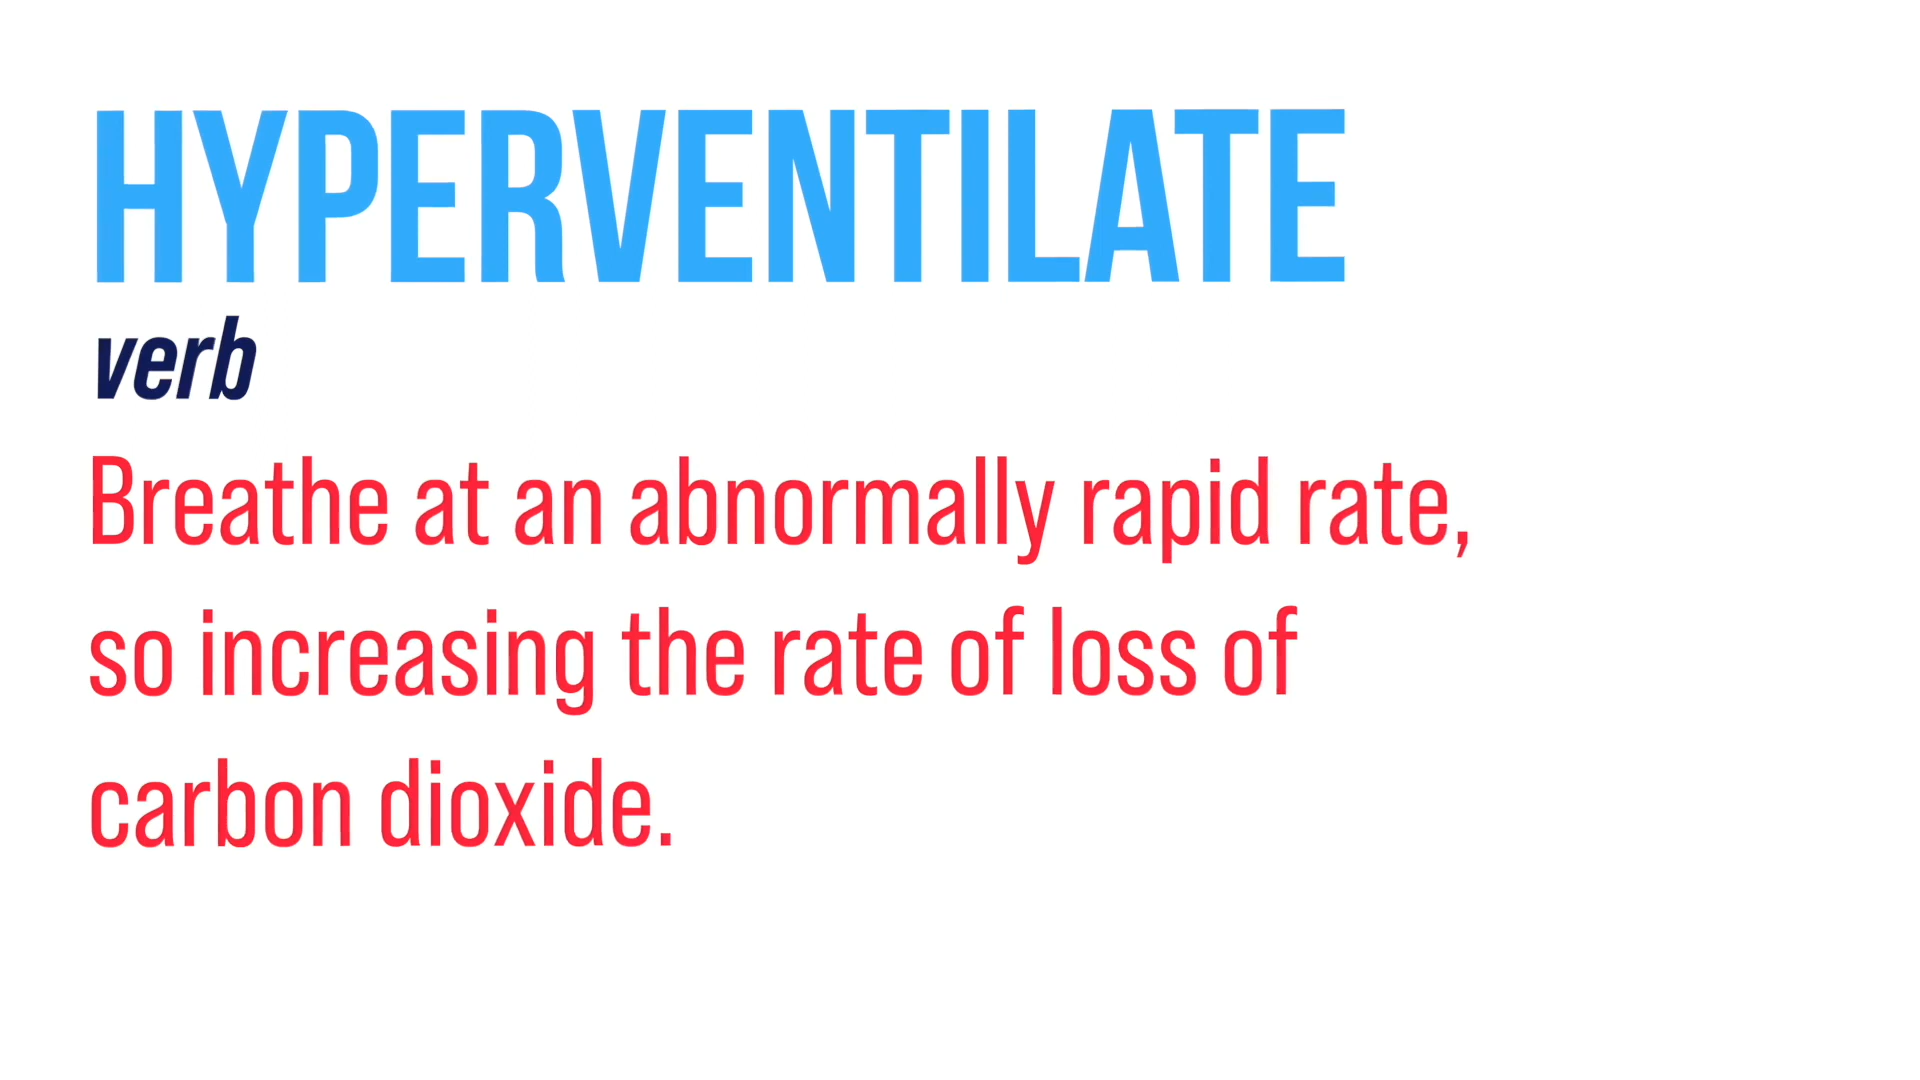 HYPERVENTILATE
verb
Breathe at an abnormally rapid rate,
so increasing the rate of loss of
carbon dioxide.